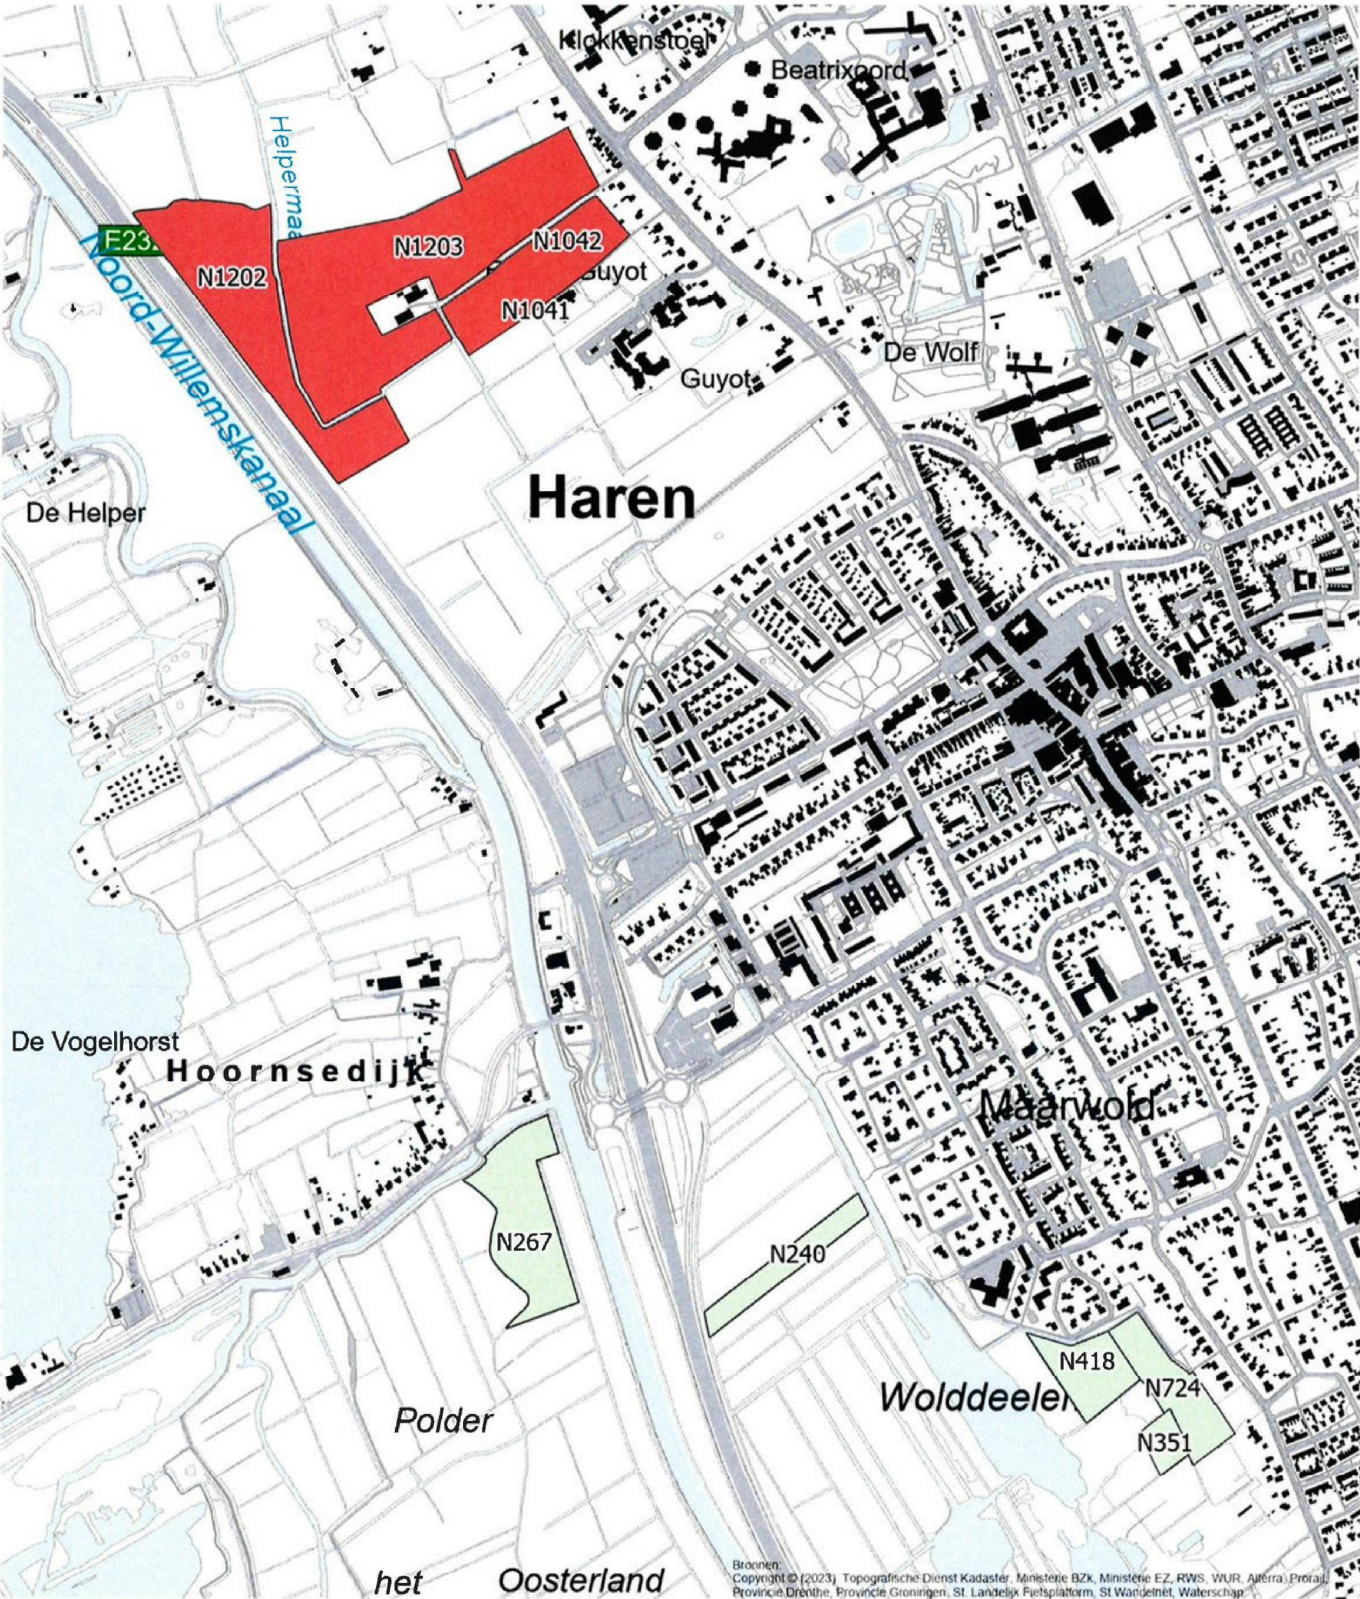 Klokkenstoel
Beatrixoord
Helpermaa
E232
N1202
N1203
N1042
Guyot
N1041
Noord-Willemskanaal
De Wolf
Guyot
Haren
De Helper
De Vogelhorst
Hoornsedijk
Maarwold
N267
N240
N418
N724
Wolddeelen
N351
Polder
het Oosterland
Bronnen:
Copyright © (2023) Topografische Dienst Kadaster, Ministerie BZk, Ministerie EZ, RWS, WUR, Alterra, Prorail,
Provincie Drenthe, Provincie Groningen, St. Landelijk Fietsplatform, St Wandelnet, Waterschap